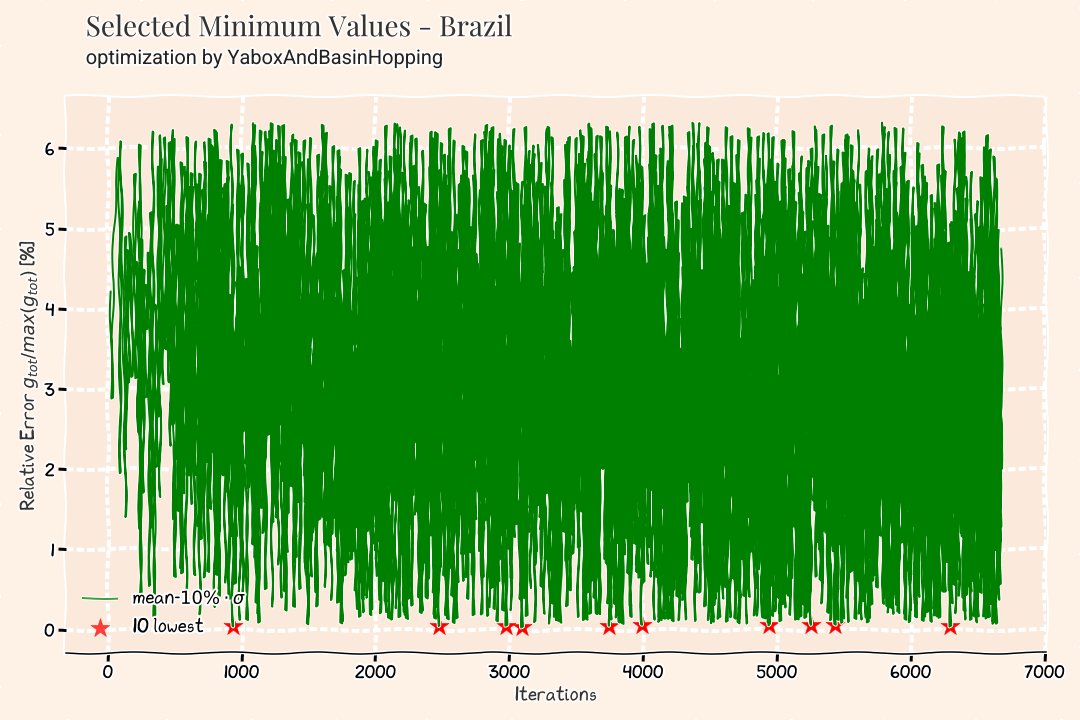 Selected Minimum Values - Brazil
optimization by YaboxAndBasinHopping
Relative Error g_tot/max(g_tot) [%]
6
5
4
3
2
1
0
mean-10% · σ
10 lowest
0 1000 2000 3000 4000 5000 6000 7000
Iterations